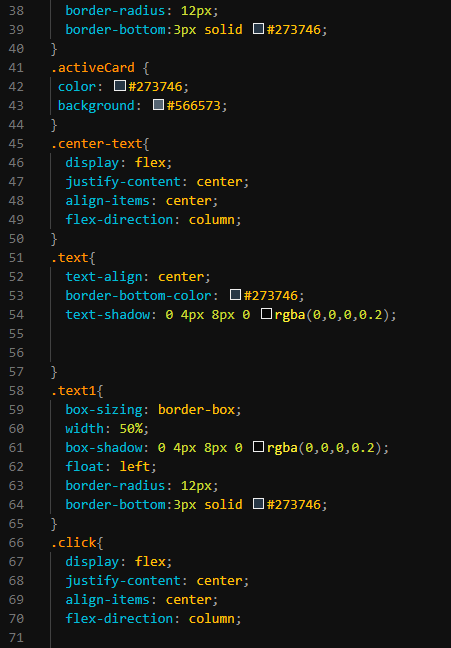 38 border-radius: 12px;
39 border-bottom:3px solid #273746;
40 }
41 .activeCard {
42 color: #273746;
43 background: #566573;
44 }
45 .center-text{
46 display: flex;
47 justify-content: center;
48 align-items: center;
49 flex-direction: column;
50 }
51 .text{
52 text-align: center;
53 border-bottom-color: #273746;
54 text-shadow: 0 4px 8px 0 rgba(0,0,0,0.2);
55
56
57 }
58 .text1{
59 box-sizing: border-box;
60 width: 50%;
61 box-shadow: 0 4px 8px 0 rgba(0,0,0,0.2);
62 float: left;
63 border-radius: 12px;
64 border-bottom:3px solid #273746;
65 }
66 .click{
67 display: flex;
68 justify-content: center;
69 align-items: center;
70 flex-direction: column;
71